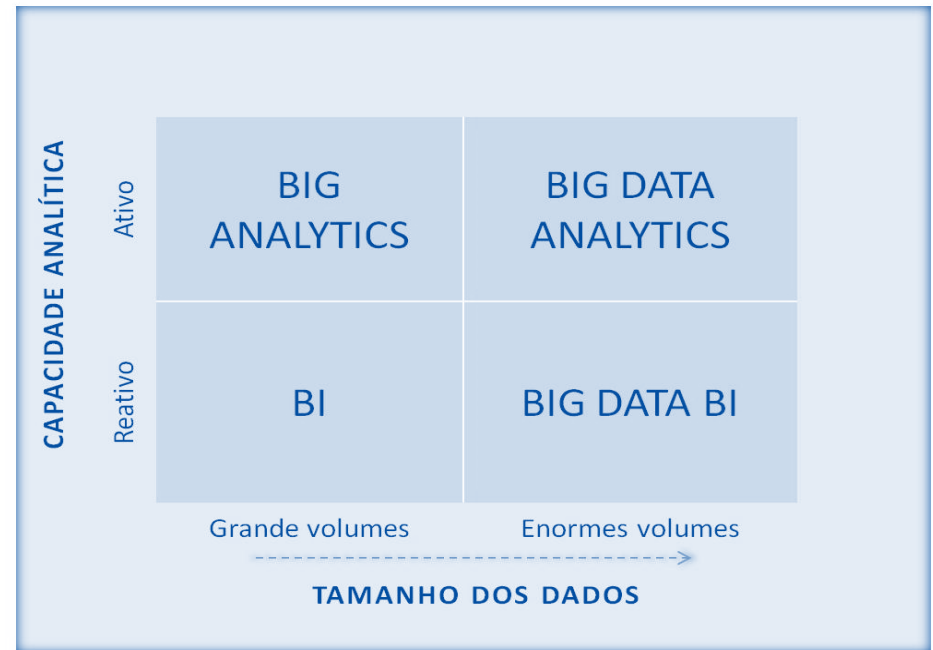 CAPACIDADE ANALÍTICA
Ativo
BIG
ANALYTICS
BIG DATA
ANALYTICS
Reativo
BI
BIG DATA BI
Grande volumes
Enormes volumes
TAMANHO DOS DADOS